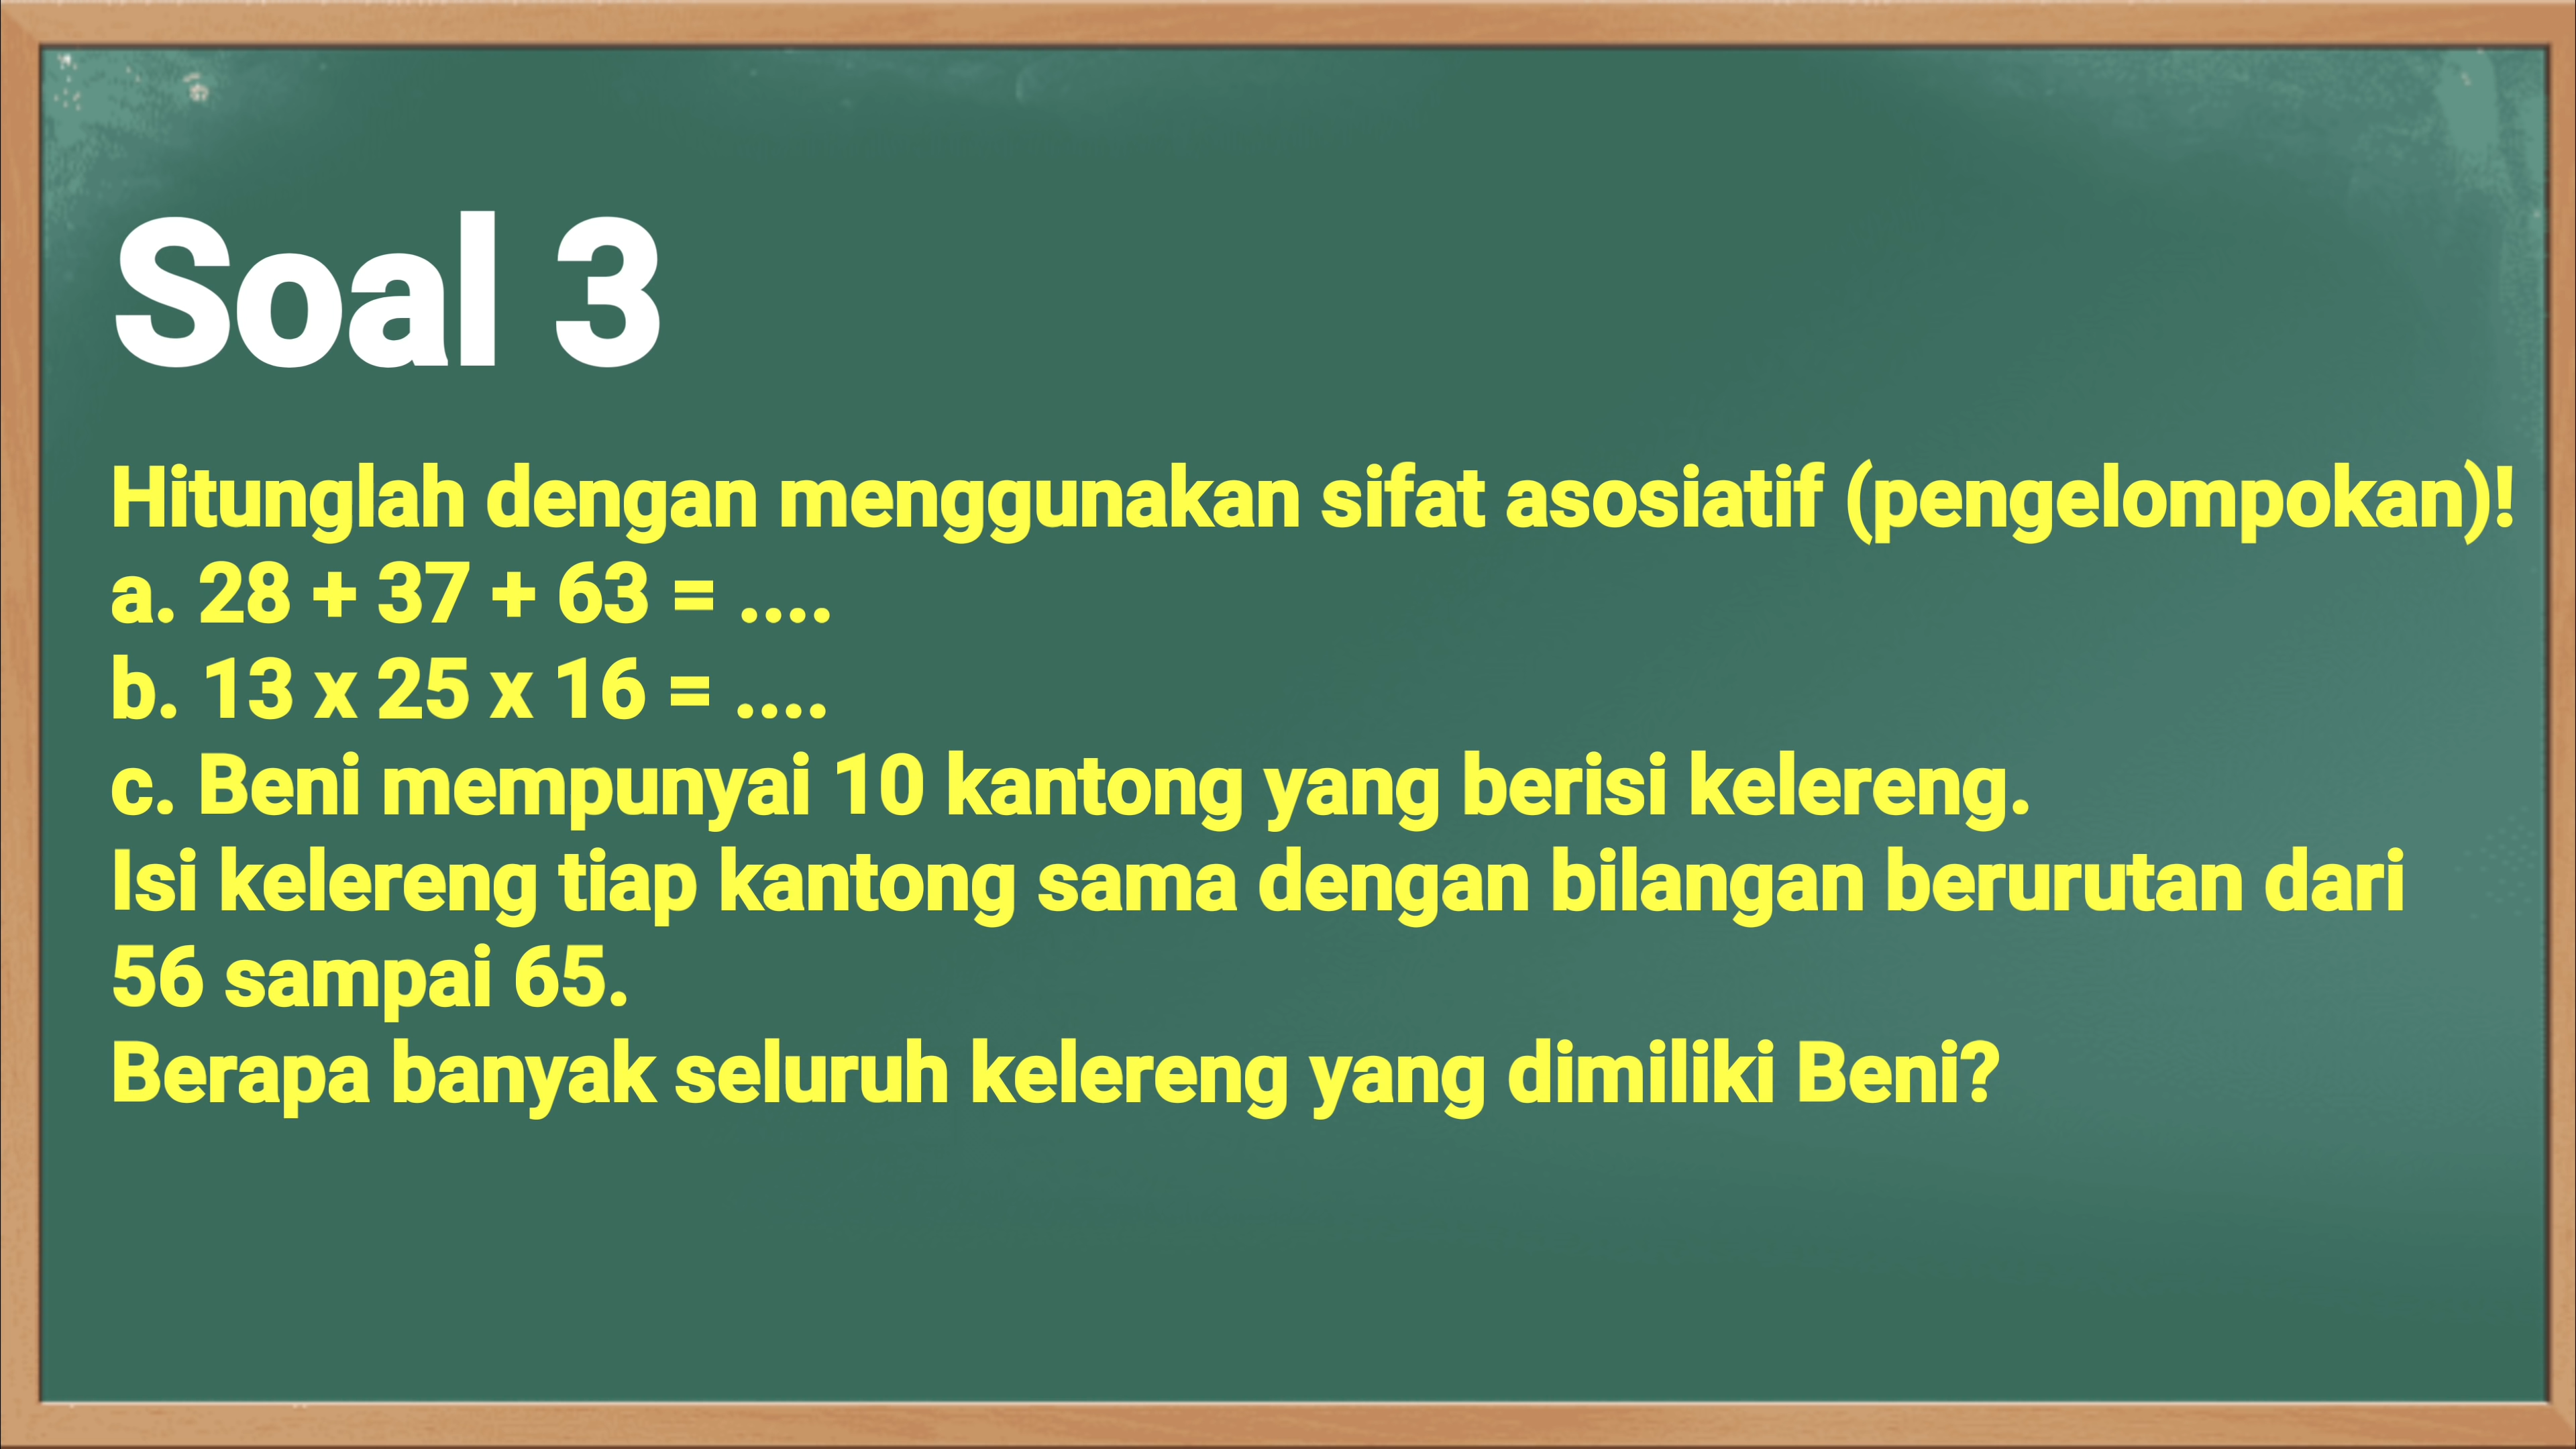 Soal 3
Hitunglah dengan menggunakan sifat asosiatif (pengelompokan)!
a. 28 + 37 + 63 = ....
b. 13 x 25 x 16 = ....
c. Beni mempunyai 10 kantong yang berisi kelereng.
Isi kelereng tiap kantong sama dengan bilangan berurutan dari
56 sampai 65.
Berapa banyak seluruh kelereng yang dimiliki Beni?